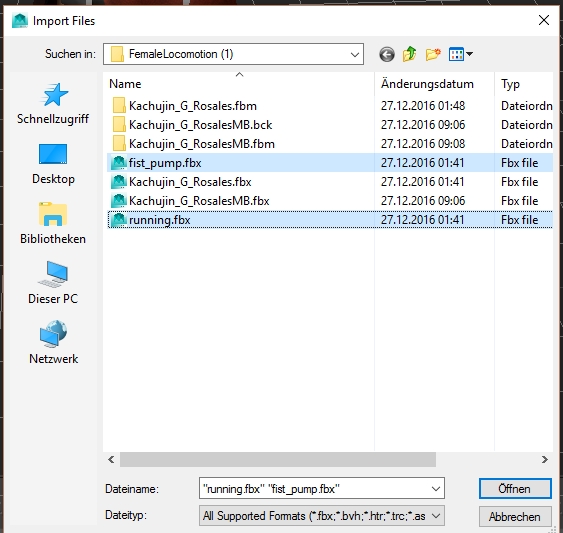 Import Files
Suchen in: FemaleLocomotion (1)
Name Änderungsdatum Typ
Kachujin_G_Rosales.fbm 27.12.2016 01:48 Dateiordn
Kachujin_G_RosalesMB.bck 27.12.2016 09:06 Dateiordn
Kachujin_G_RosalesMB.fbm 27.12.2016 09:08 Dateiordn
fist_pump.fbx 27.12.2016 01:41 Fbx file
Kachujin_G_Rosales.fbx 27.12.2016 01:41 Fbx file
Kachujin_G_RosalesMB.fbx 27.12.2016 09:06 Fbx file
running.fbx 27.12.2016 01:41 Fbx file
Schnellzugriff
Desktop
Bibliotheken
Dieser PC
Netzwerk
Dateiname: "running.fbx" "fist_pump.fbx" Öffnen
Dateityp: All Supported Formats (*.fbx;*.bvh;*.htr;*.trc;*.as Abbrechen